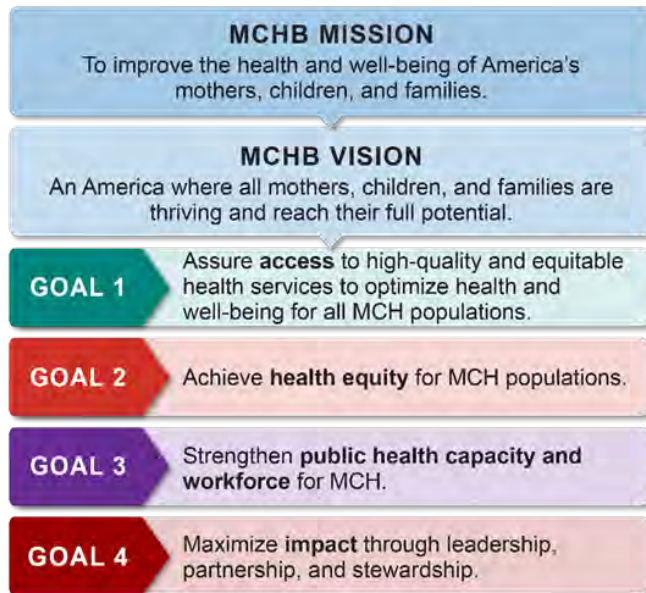 MCHB MISSION
To improve the health and well-being of America's
mothers, children, and families.
MCHB VISION
An America where all mothers, children, and families are
thriving and reach their full potential.
GOAL 1
Assure access to high-quality and equitable
health services to optimize health and
well-being for all MCH populations.
GOAL 2
Achieve health equity for MCH populations.
GOAL 3
Strengthen public health capacity and
workforce for MCH.
GOAL 4
Maximize impact through leadership,
partnership, and stewardship.